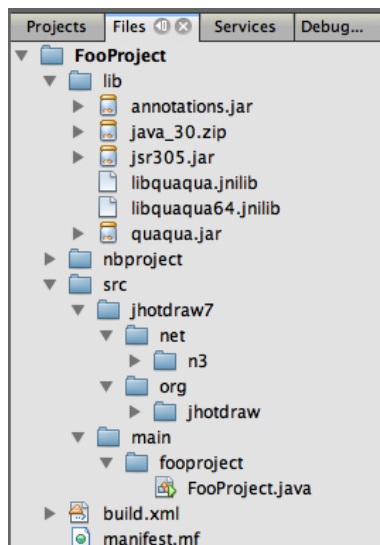 Projects Files Services Debug...
FooProject
lib
annotations.jar
java_30.zip
jsr305.jar
libquaqua.jnilib
libquaqua64.jnilib
quaqua.jar
nbproject
src
jhotdraw7
net
n3
org
jhotdraw
main
fooproject
FooProject.java
build.xml
manifest.mf